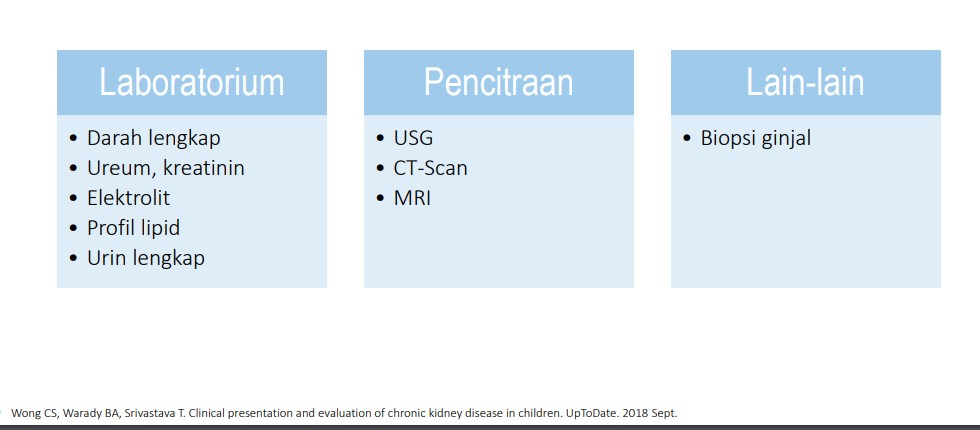 Laboratorium
• Darah lengkap
• Ureum, kreatinin
• Elektrolit
• Profil lipid
• Urin lengkap
Pencitraan
• USG
• CT-Scan
• MRI
Lain-lain
• Biopsi ginjal
Wong CS, Warady BA, Srivastava T. Clinical presentation and evaluation of chronic kidney disease in children. UpToDate. 2018 Sept.